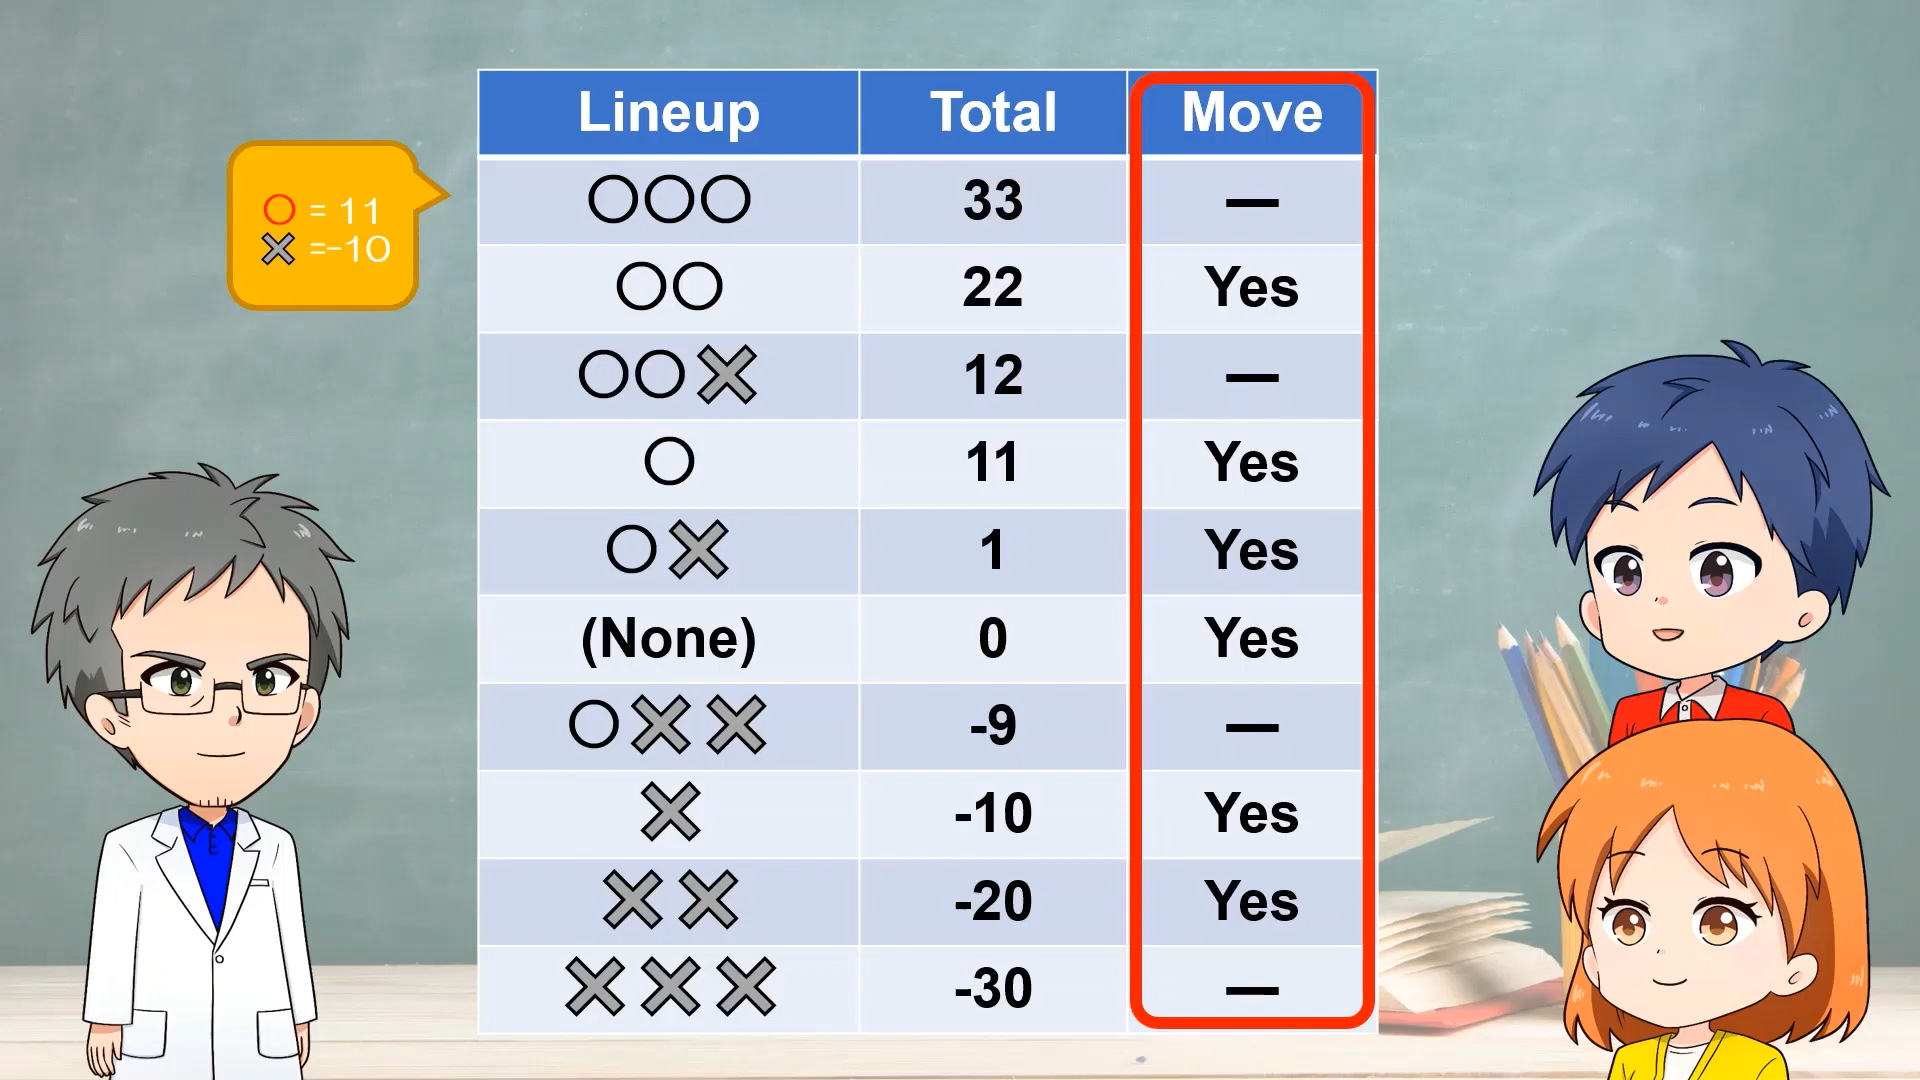 Lineup Total Move
○○○ 33 —
○○ 22 Yes
○○× 12 —
○ 11 Yes
○× 1 Yes
(None) 0 Yes
○×× -9 —
× -10 Yes
×× -20 Yes
××× -30 —
○ = 11
× =-10